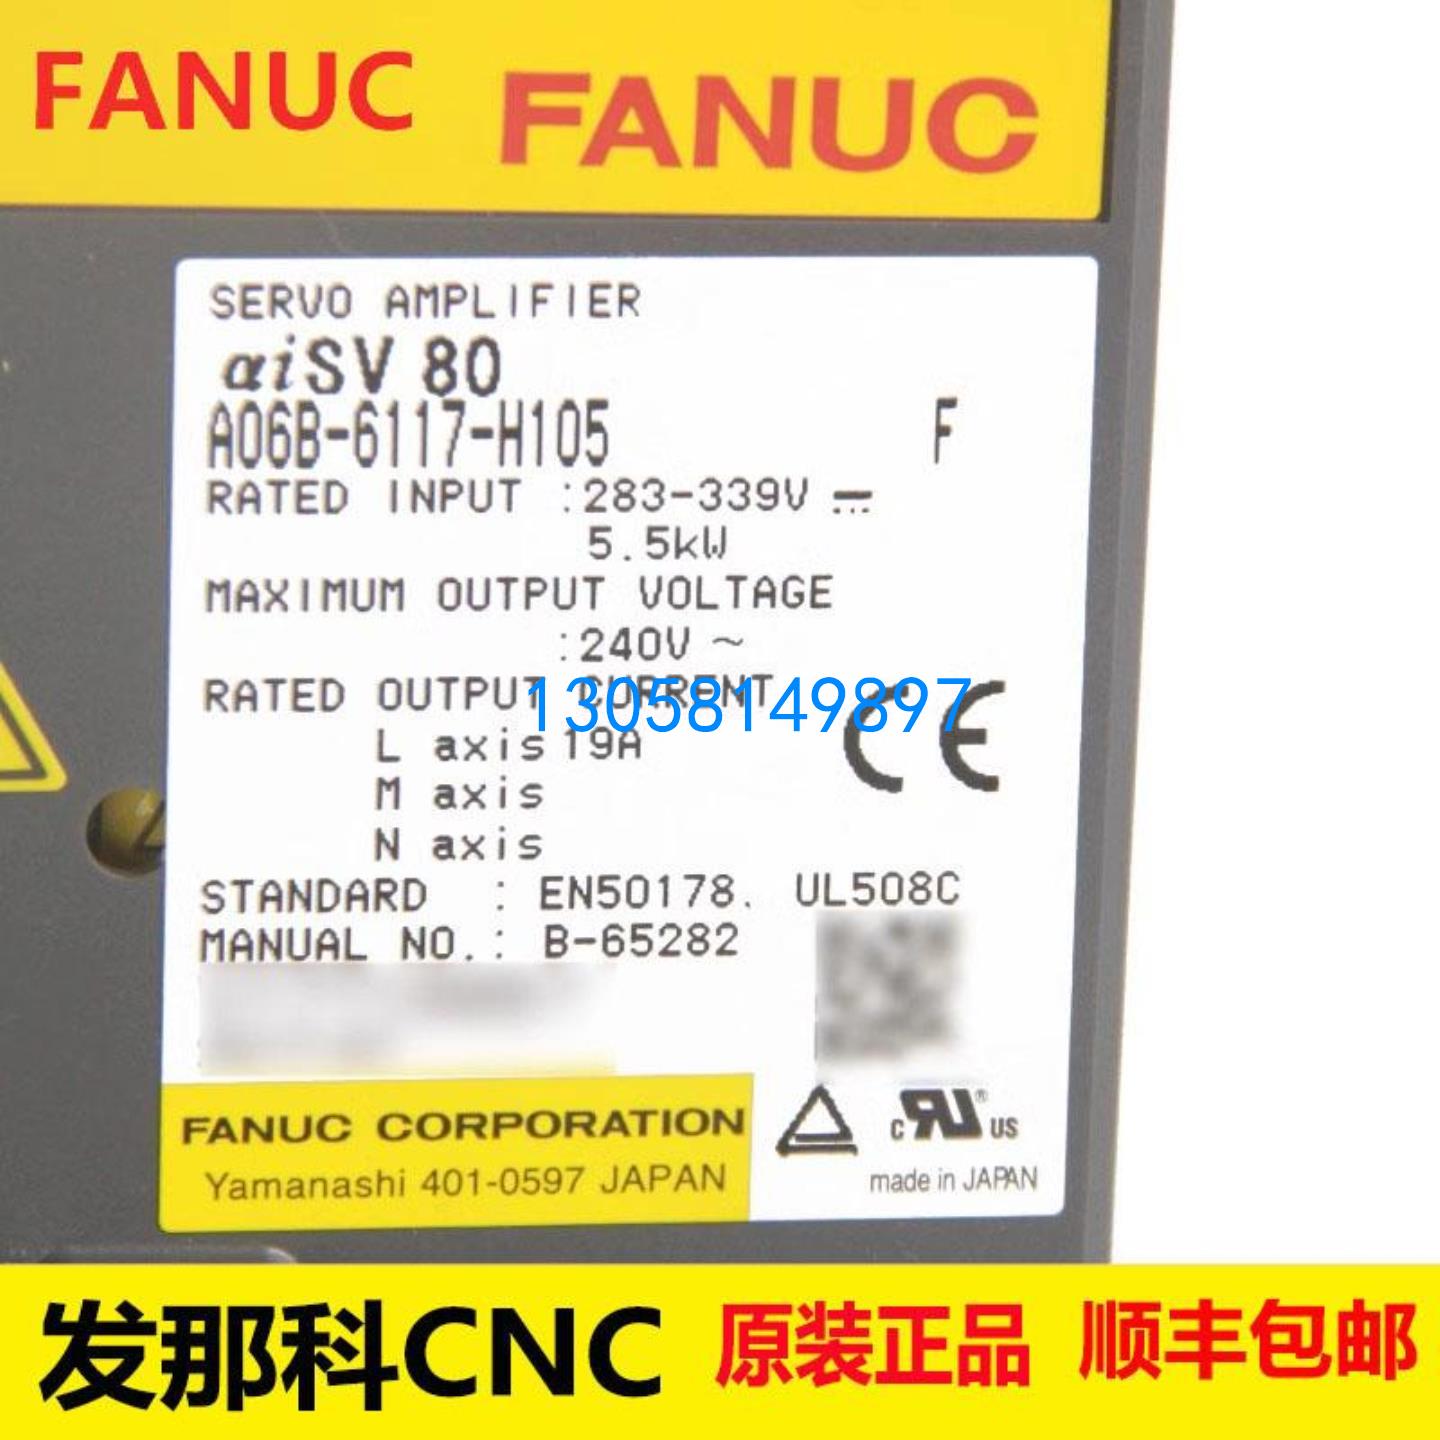 FANUC
FANUC
SERVO AMPLIFIER
αiSV 80
A06B-6117-H105 F
RATED INPUT :283-339V
5.5kW
MAXIMUM OUTPUT VOLTAGE
:240V ~
RATED OUTPUT CURRENT
13058149897
L axis 19A
CE
M axis
N axis
STANDARD : EN50178. UL508C
MANUAL NO.: B-65282
FANUC CORPORATION
Yamanashi 401-0597 JAPAN
c RU ® US
made in JAPAN
发那科CNC 原装正品 顺丰包邮